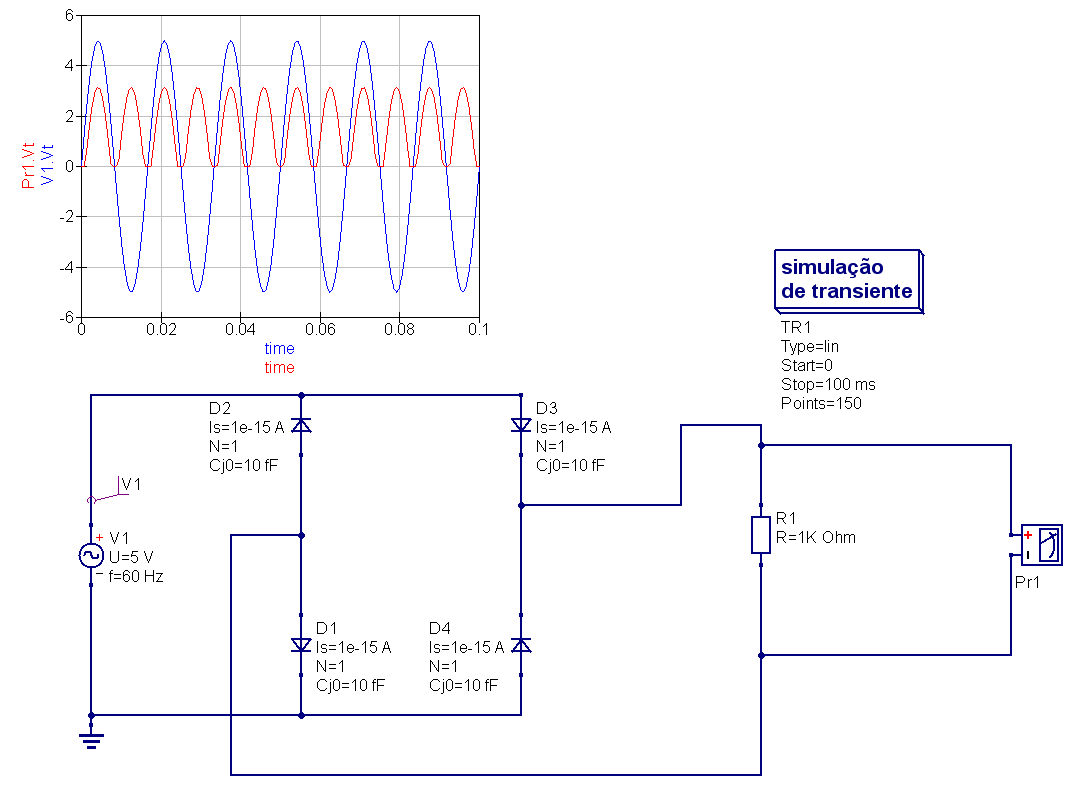 6
4
2
0
-2
-4
-6
Pr1.Vt
V1.Vt
0 0.02 0.04 0.06 0.08 0.1
time
time
simulação
de transiente
TR1
Type=lin
Start=0
Stop=100 ms
Points=150
D2
Is=1e-15 A
N=1
Cj0=10 fF
D3
Is=1e-15 A
N=1
Cj0=10 fF
V1
+ V1
U=5 V
− f=60 Hz
R1
R=1K Ohm
+
-
Pr1
D1
Is=1e-15 A
N=1
Cj0=10 fF
D4
Is=1e-15 A
N=1
Cj0=10 fF